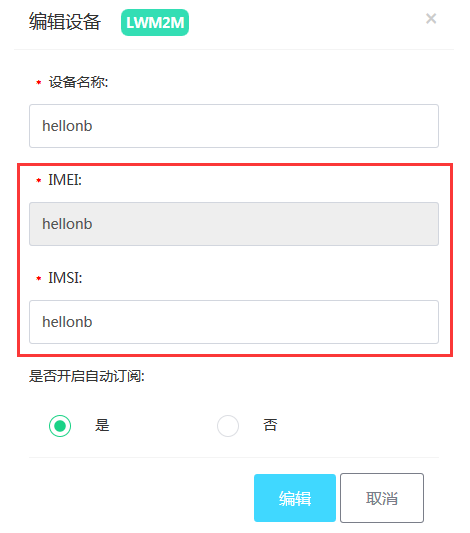 编辑设备 LWM2M ×
* 设备名称:
hellonb
* IMEI:
hellonb
* IMSI:
hellonb
是否开启自动订阅:
是 否
编辑 取消